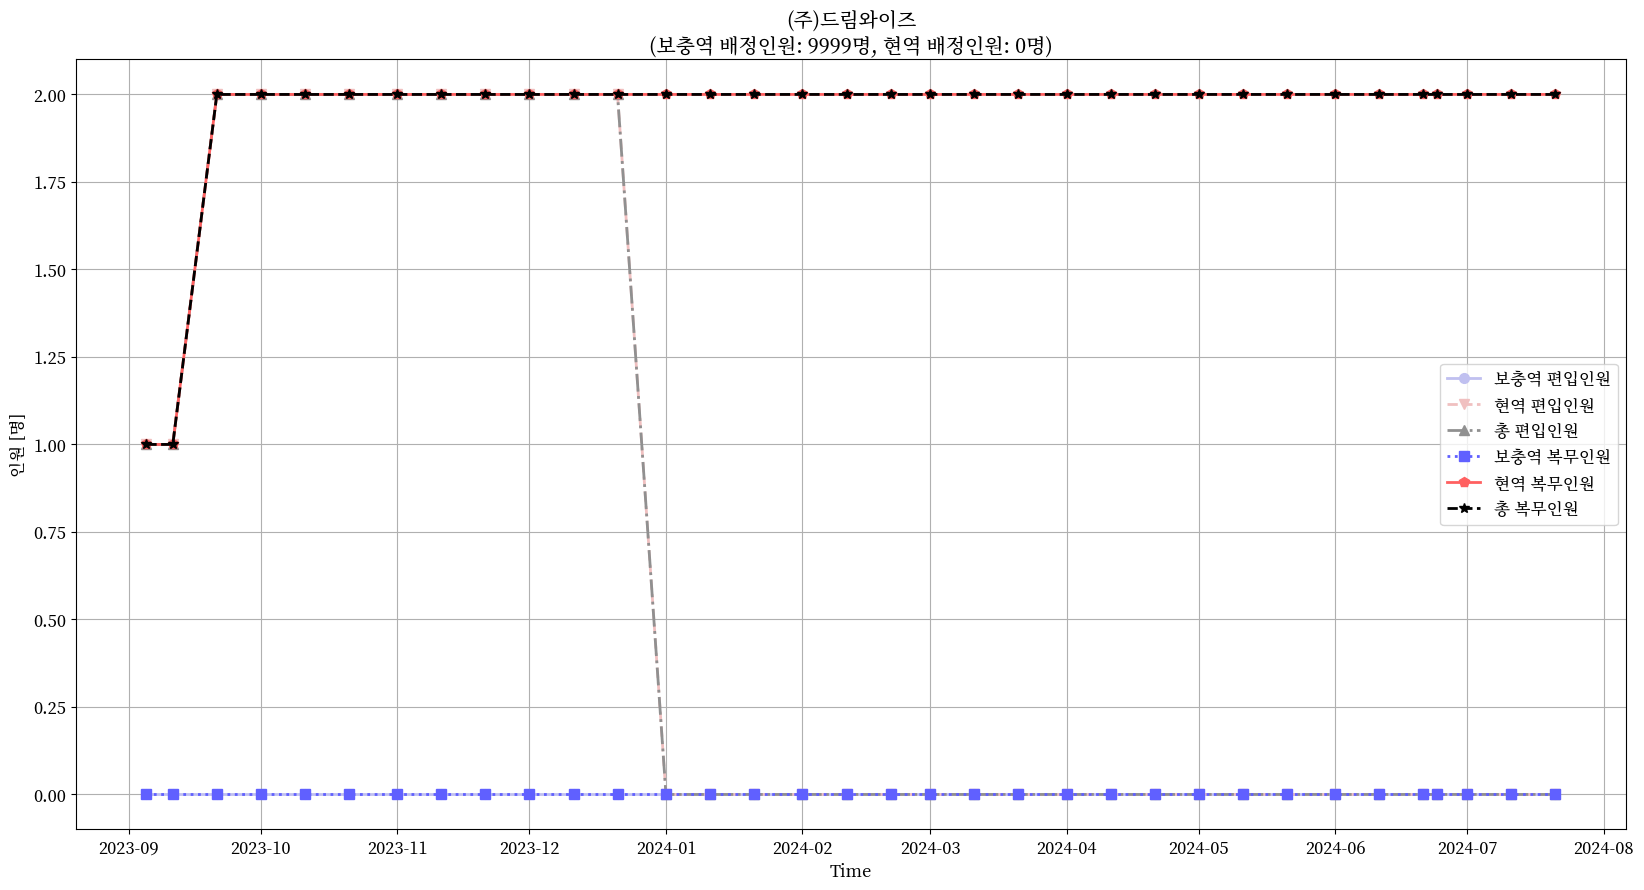 (주)드림와이즈
(보충역 배정인원: 9999명, 현역 배정인원: 0명)
인원 [명]
2.00
1.75
1.50
1.25
1.00
0.75
0.50
0.25
0.00
보충역 편입인원
현역 편입인원
총 편입인원
보충역 복무인원
현역 복무인원
총 복무인원
2023-09
2023-10
2023-11
2023-12
2024-01
2024-02
2024-03
2024-04
2024-05
2024-06
2024-07
2024-08
Time